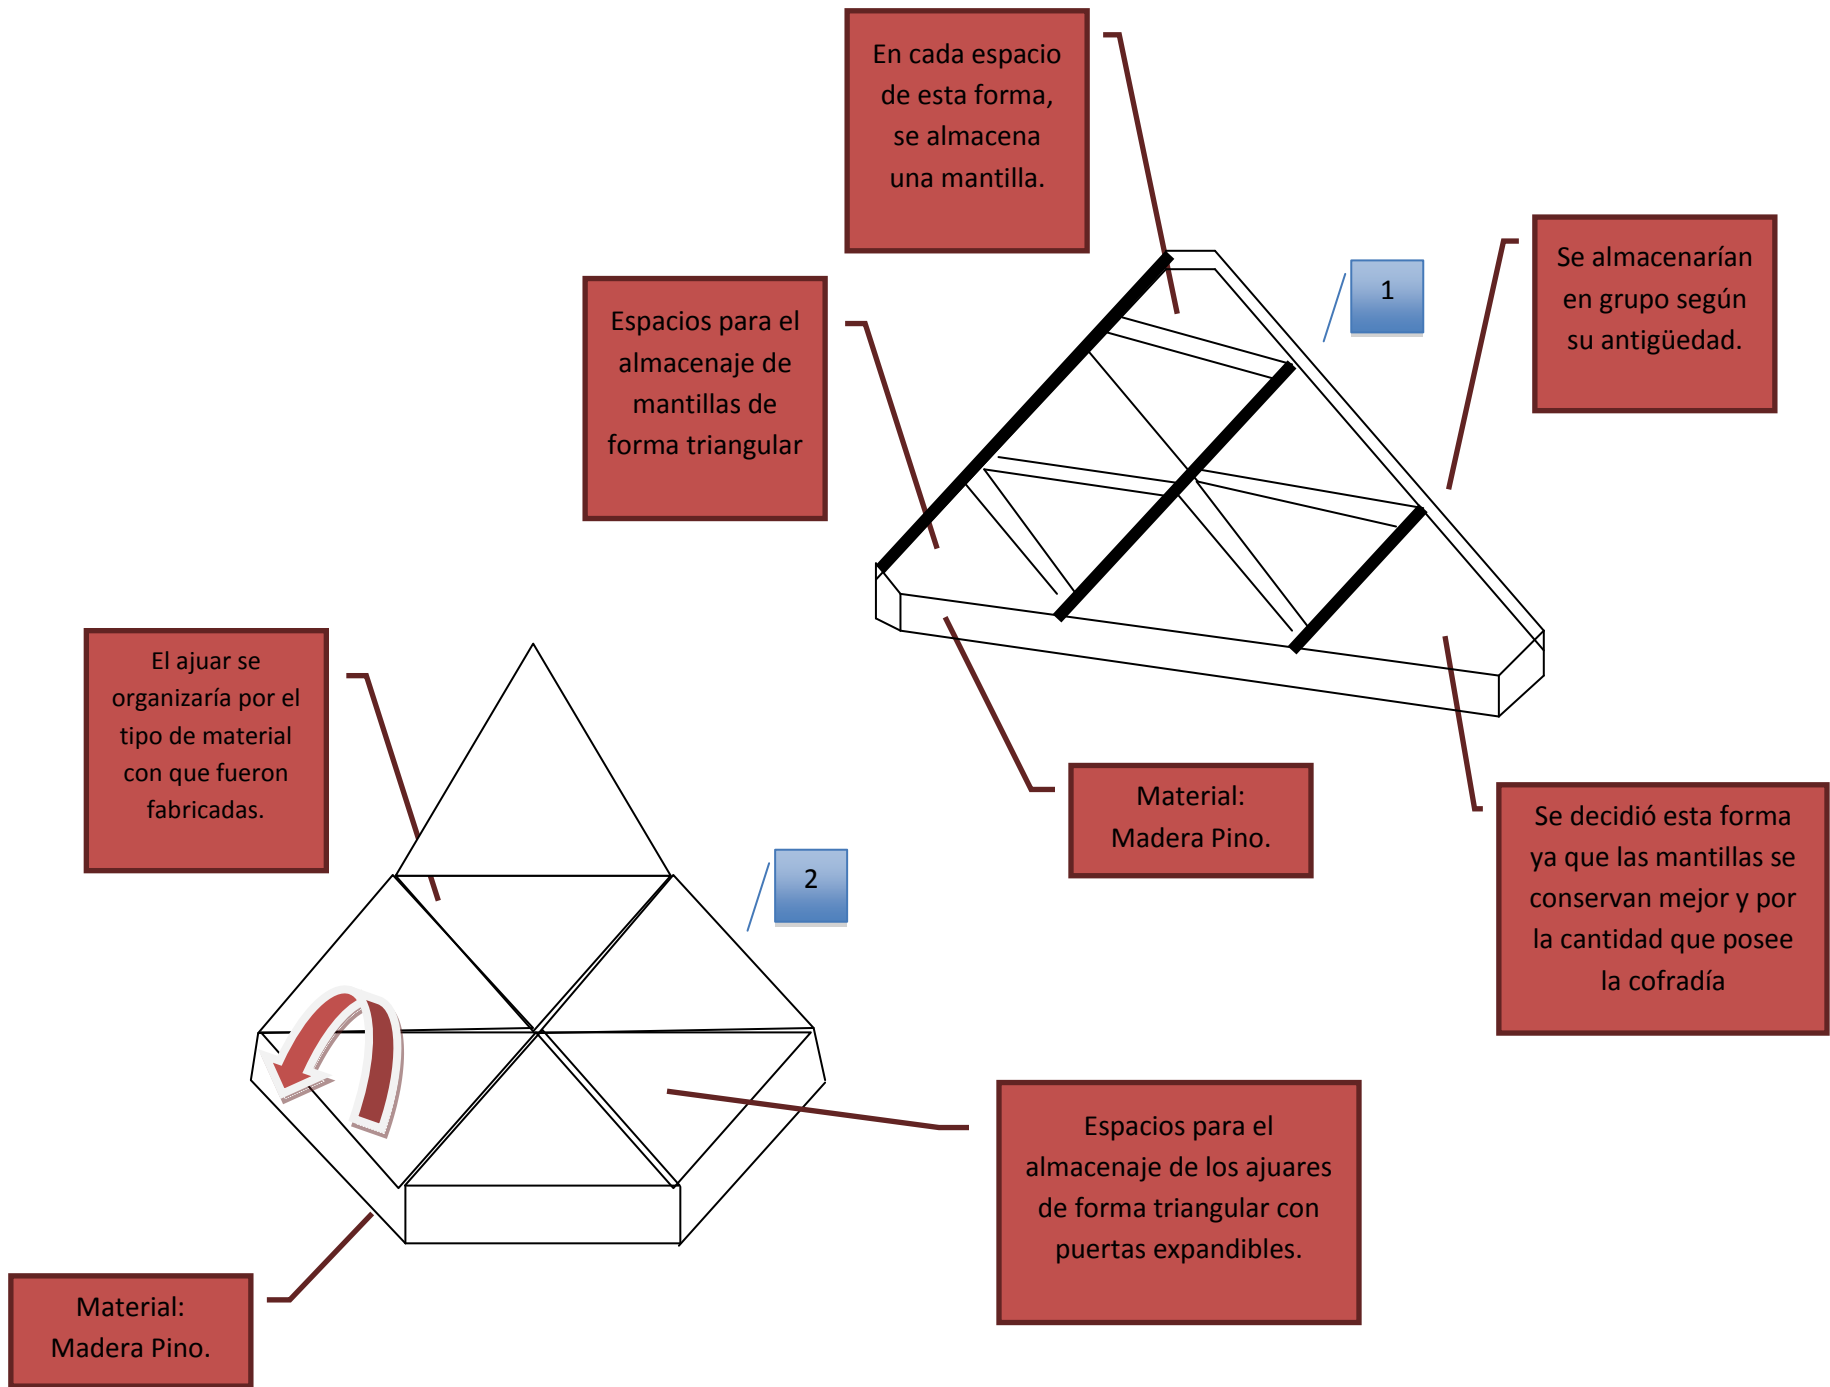 En cada espacio
de esta forma,
se almacena
una mantilla.
1
Se almacenarían
en grupo según
su antigüedad.
Espacios para el
almacenaje de
mantillas de
forma triangular
El ajuar se
organizaría por el
tipo de material
con que fueron
fabricadas.
Material:
Madera Pino.
Se decidió esta forma
ya que las mantillas se
conservan mejor y por
la cantidad que posee
la cofradía
2
Espacios para el
almacenaje de los ajuares
de forma triangular con
puertas expandibles.
Material:
Madera Pino.